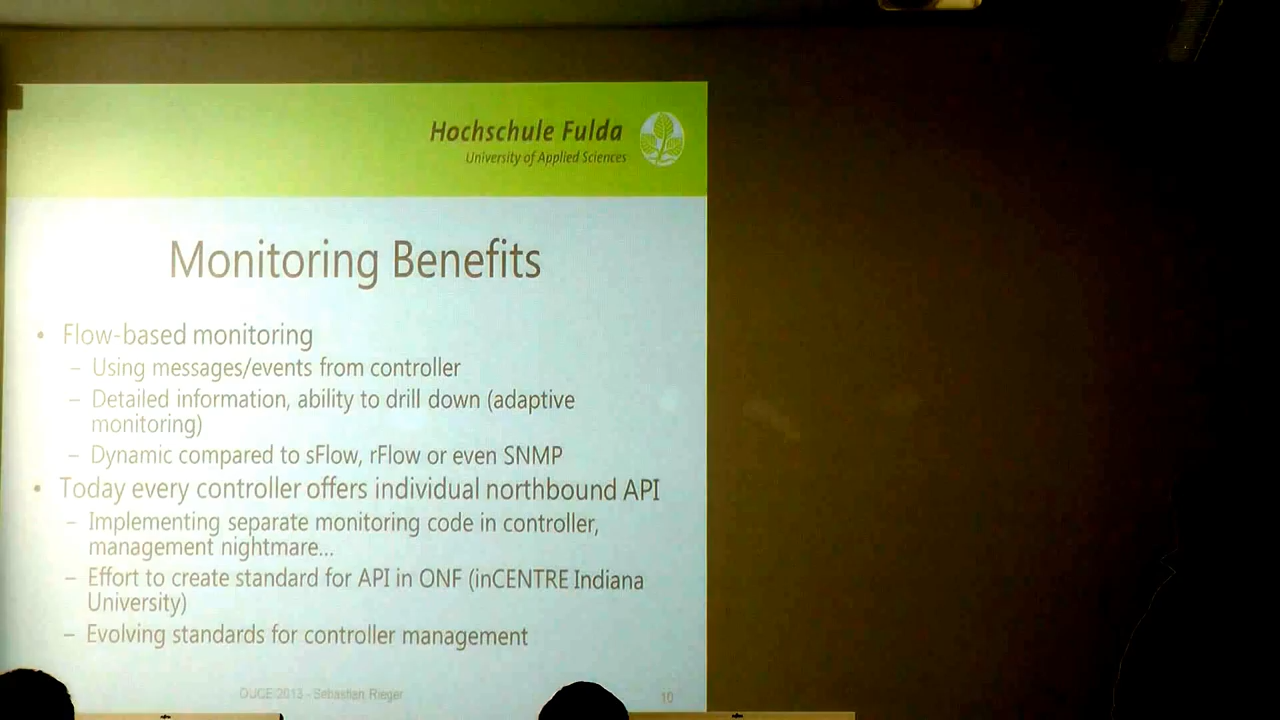 Hochschule Fulda
University of Applied Sciences
Monitoring Benefits
• Flow-based monitoring
– Using messages/events from controller
– Detailed information, ability to drill down (adaptive
monitoring)
– Dynamic compared to sFlow, rFlow or even SNMP
• Today every controller offers individual northbound API
– Implementing separate monitoring code in controller,
management nightmare...
– Effort to create standard for API in ONF (inCENTRE Indiana
University)
– Evolving standards for controller management
2013 - Sebastian Rieger
10